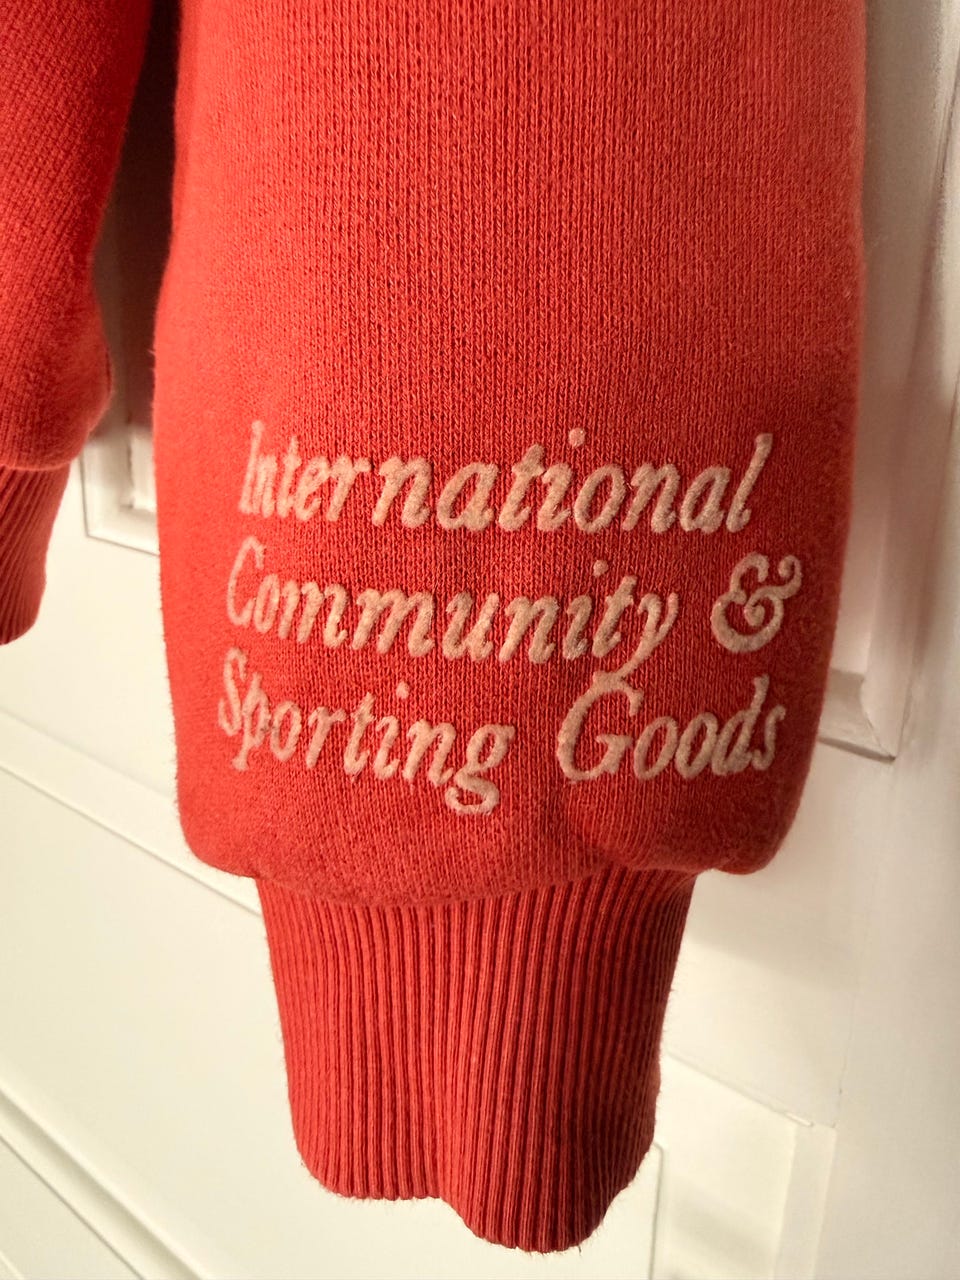 International
Community &
Sporting Goods